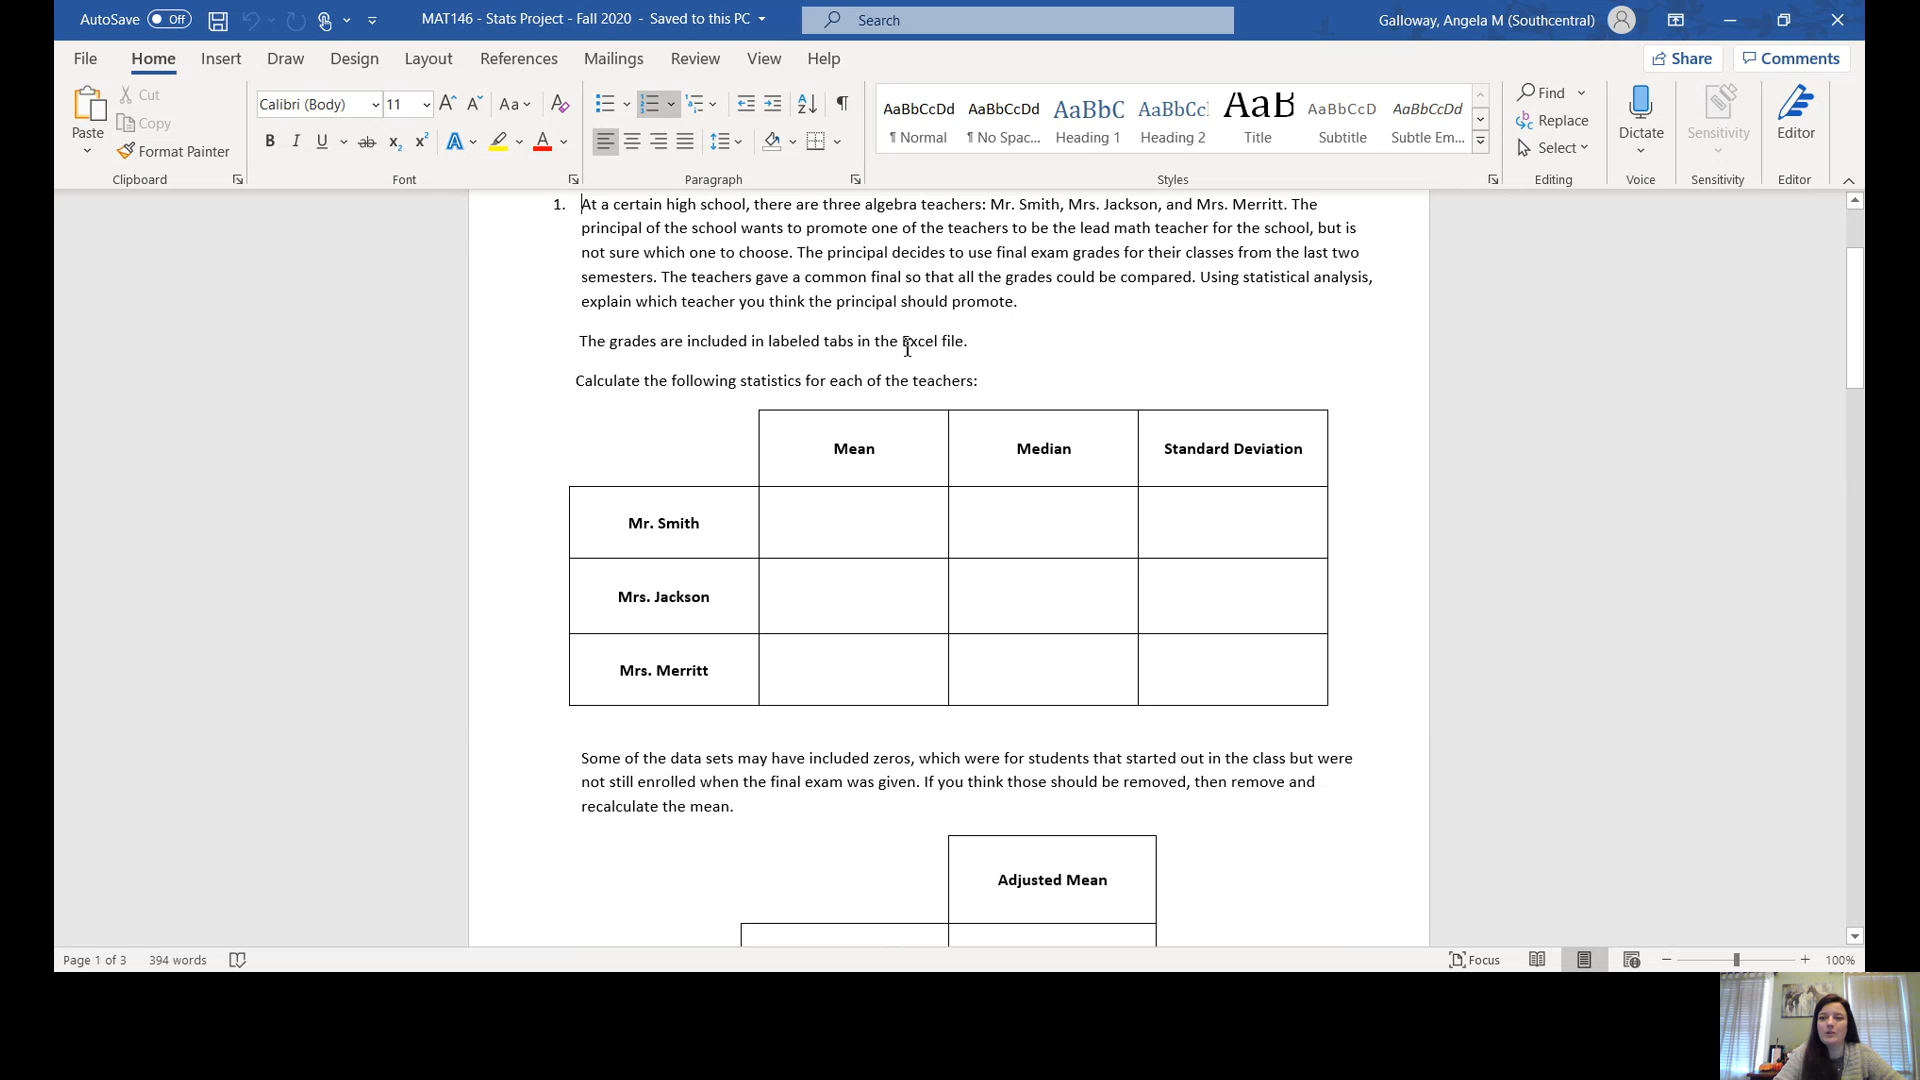 AutoSave Off MAT146 - Stats Project - Fall 2020 - Saved to this PC Search Galloway, Angela M (Southcentral)
File Home Insert Draw Design Layout References Mailings Review View Help Share Comments
Paste Cut Copy Format Painter Clipboard
Calibri (Body) 11 Font
Paragraph
AaBbCcDd AaBbCcDd AaBbC AaBbCcl AaB AaBbCcD AaBbCcDd
¶ Normal ¶ No Spac... Heading 1 Heading 2 Title Subtitle Subtle Em...
Styles
Find Replace Select Editing
Dictate Voice
Sensitivity Sensitivity
Editor Editor
1. At a certain high school, there are three algebra teachers: Mr. Smith, Mrs. Jackson, and Mrs. Merritt. The
principal of the school wants to promote one of the teachers to be the lead math teacher for the school, but is
not sure which one to choose. The principal decides to use final exam grades for their classes from the last two
semesters. The teachers gave a common final so that all the grades could be compared. Using statistical analysis,
explain which teacher you think the principal should promote.
The grades are included in labeled tabs in the Excel file.
Calculate the following statistics for each of the teachers:
Mean Median Standard Deviation
Mr. Smith
Mrs. Jackson
Mrs. Merritt
Some of the data sets may have included zeros, which were for students that started out in the class but were
not still enrolled when the final exam was given. If you think those should be removed, then remove and
recalculate the mean.
Adjusted Mean
Page 1 of 3 394 words Focus 100%